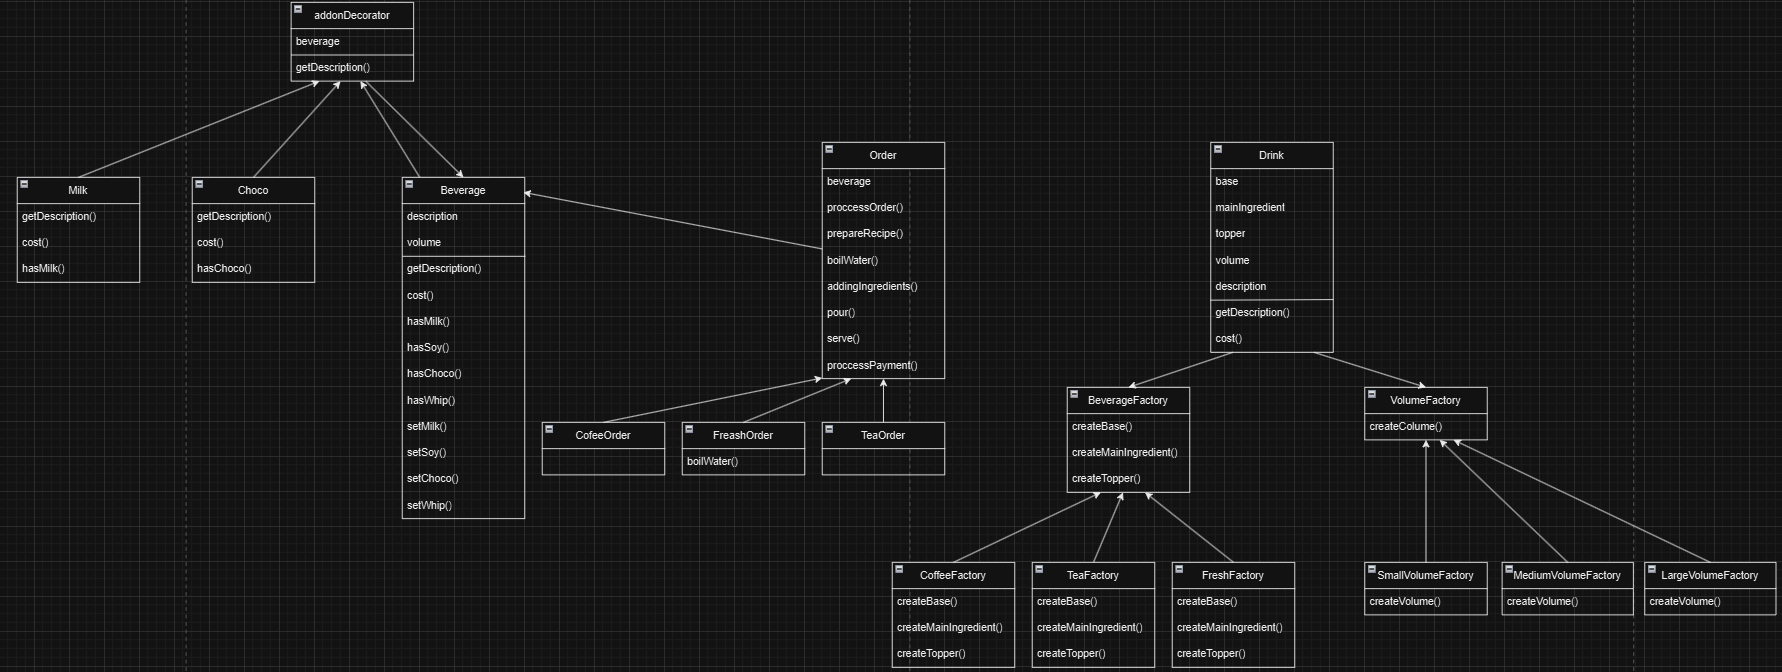 addonDecorator
beverage
getDescription()
Milk
getDescription()
cost()
hasMilk()
Choco
getDescription()
cost()
hasChoco()
Beverage
description
volume
getDescription()
cost()
hasMilk()
hasSoy()
hasChoco()
hasWhip()
setMilk()
setSoy()
setChoco()
setWhip()
Order
beverage
proccessOrder()
prepareRecipe()
boilWater()
addingIngredients()
pour()
serve()
proccessPayment()
CofeeOrder
FreashOrder
boilWater()
TeaOrder
Drink
base
mainIngredient
topper
volume
description
getDescription()
cost()
BeverageFactory
createBase()
createMainIngredient()
createTopper()
VolumeFactory
createColume()
CoffeeFactory
createBase()
createMainIngredient()
createTopper()
TeaFactory
createBase()
createMainIngredient()
createTopper()
FreshFactory
createBase()
createMainIngredient()
createTopper()
SmallVolumeFactory
createVolume()
MediumVolumeFactory
createVolume()
LargeVolumeFactory
createVolume()